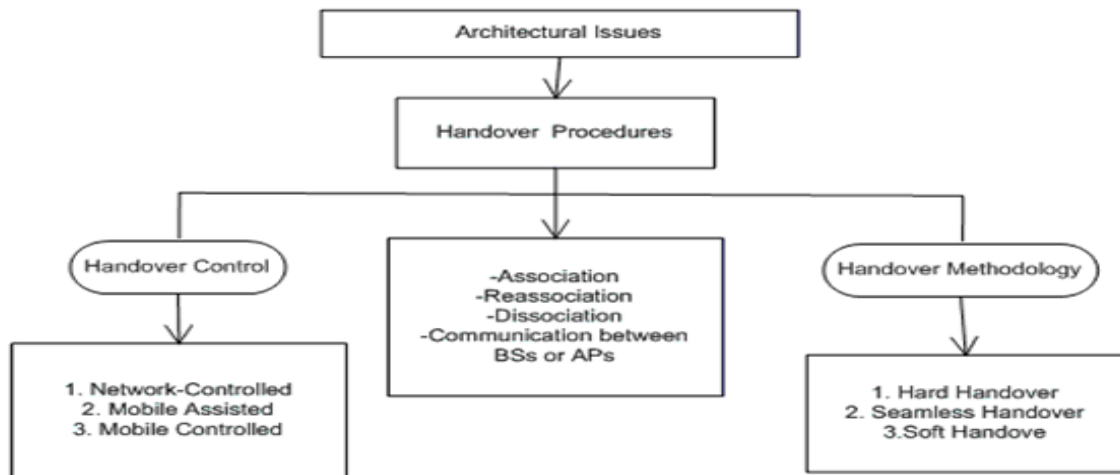 Architectural Issues
Handover Procedures
Handover Control
-Association
-Reassociation
-Dissociation
-Communication between
BSs or APs
Handover Methodology
1. Network-Controlled
2. Mobile Assisted
3. Mobile Controlled
1. Hard Handover
2. Seamless Handover
3.Soft Handove